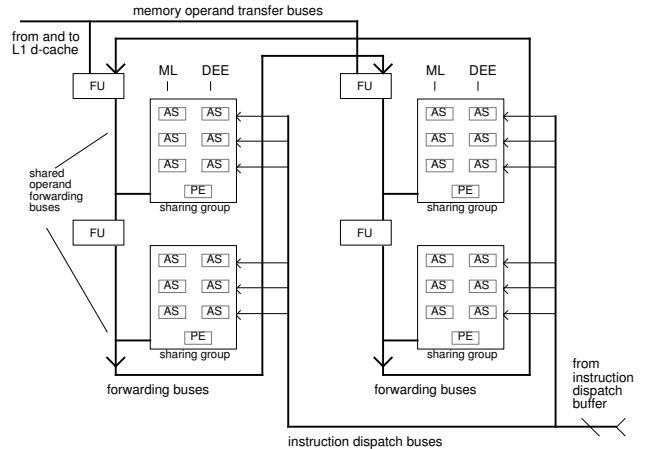 memory operand transfer buses
from and to
L1 d-cache
ML DEE
ML DEE
FU
FU
AS AS
AS AS
AS AS
AS AS
AS AS
AS AS
PE
PE
sharing group
sharing group
shared
operand
forwarding
buses
FU
FU
AS AS
AS AS
AS AS
AS AS
AS AS
AS AS
PE
PE
sharing group
sharing group
forwarding buses
forwarding buses
from
instruction
dispatch
buffer
instruction dispatch buses